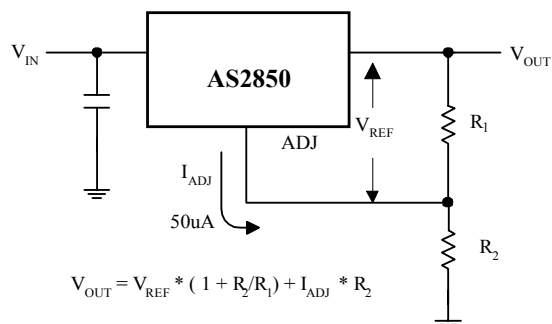 V_IN
AS2850
V_OUT
ADJ
V_REF
R_1
I_ADJ
50uA
R_2
V_OUT = V_REF * ( 1 + R_2/R_1) + I_ADJ * R_2